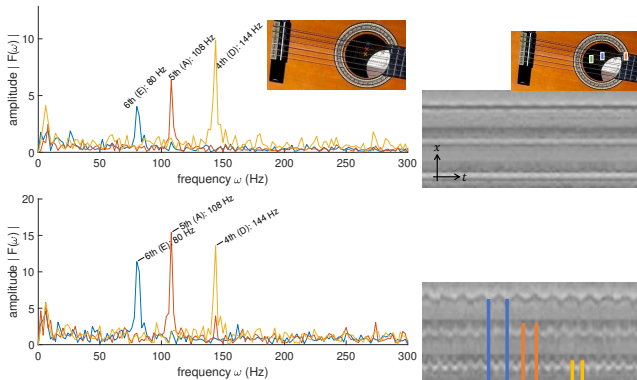 amplitude | F(ω) |
10
5
0
6th (E): 80 Hz
5th (A): 108 Hz
4th (D): 144 Hz
0 50 100 150 200 250 300
frequency ω (Hz)
x
t
amplitude | F(ω) |
20
15
10
5
0
6th (E): 80 Hz
5th (A): 108 Hz
4th (D): 144 Hz
0 50 100 150 200 250 300
frequency ω (Hz)